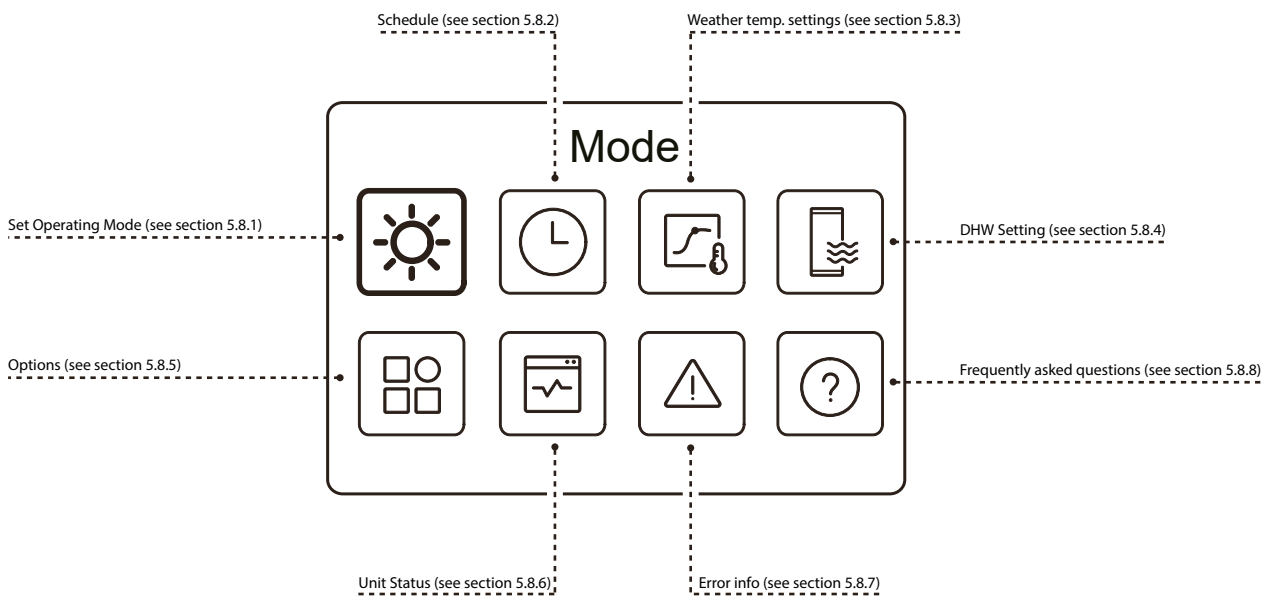 Schedule (see section 5.8.2)
Weather temp. settings (see section 5.8.3)
Mode
Set Operating Mode (see section 5.8.1)
DHW Setting (see section 5.8.4)
Options (see section 5.8.5)
Frequently asked questions (see section 5.8.8)
Unit Status (see section 5.8.6)
Error info (see section 5.8.7)